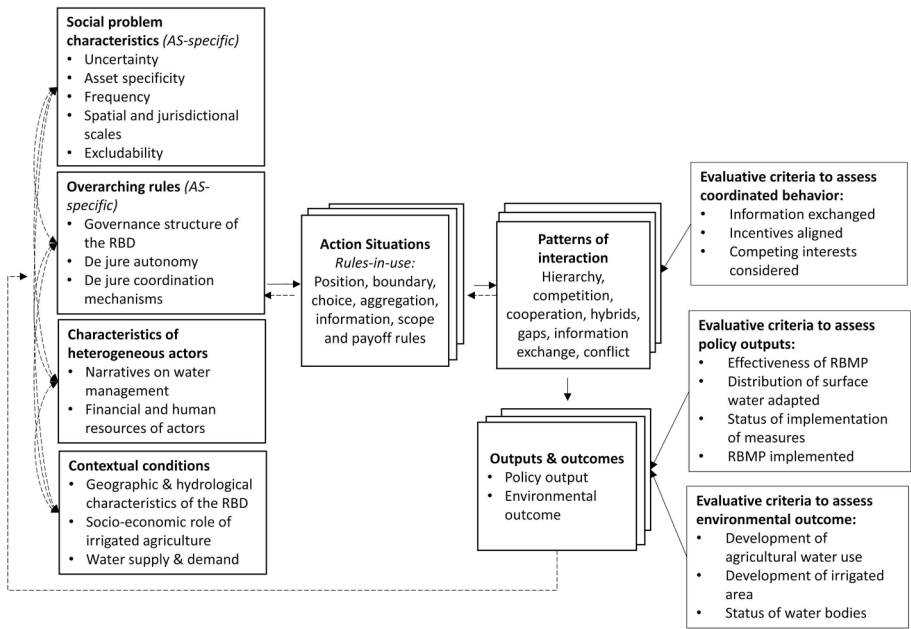 Social problem
characteristics (AS-specific)
• Uncertainty
• Asset specificity
• Frequency
• Spatial and jurisdictional
scales
• Excludability
Overarching rules (AS-
specific)
• Governance structure of
the RBD
• De jure autonomy
• De jure coordination
mechanisms
Characteristics of
heterogeneous actors
• Narratives on water
management
• Financial and human
resources of actors
Contextual conditions
• Geographic & hydrological
characteristics of the RBD
• Socio-economic role of
irrigated agriculture
• Water supply & demand
Action Situations
Rules-in-use:
Position, boundary,
choice, aggregation,
information, scope
and payoff rules
Patterns of
interaction
Hierarchy,
competition,
cooperation, hybrids,
gaps, information
exchange, conflict
Outputs & outcomes
• Policy output
• Environmental
outcome
Evaluative criteria to assess
coordinated behavior:
• Information exchanged
• Incentives aligned
• Competing interests
considered
Evaluative criteria to assess
policy outputs:
• Effectiveness of RBMP
• Distribution of surface
water adapted
• Status of implementation
of measures
• RBMP implemented
Evaluative criteria to assess
environmental outcome:
• Development of
agricultural water use
• Development of irrigated
area
• Status of water bodies